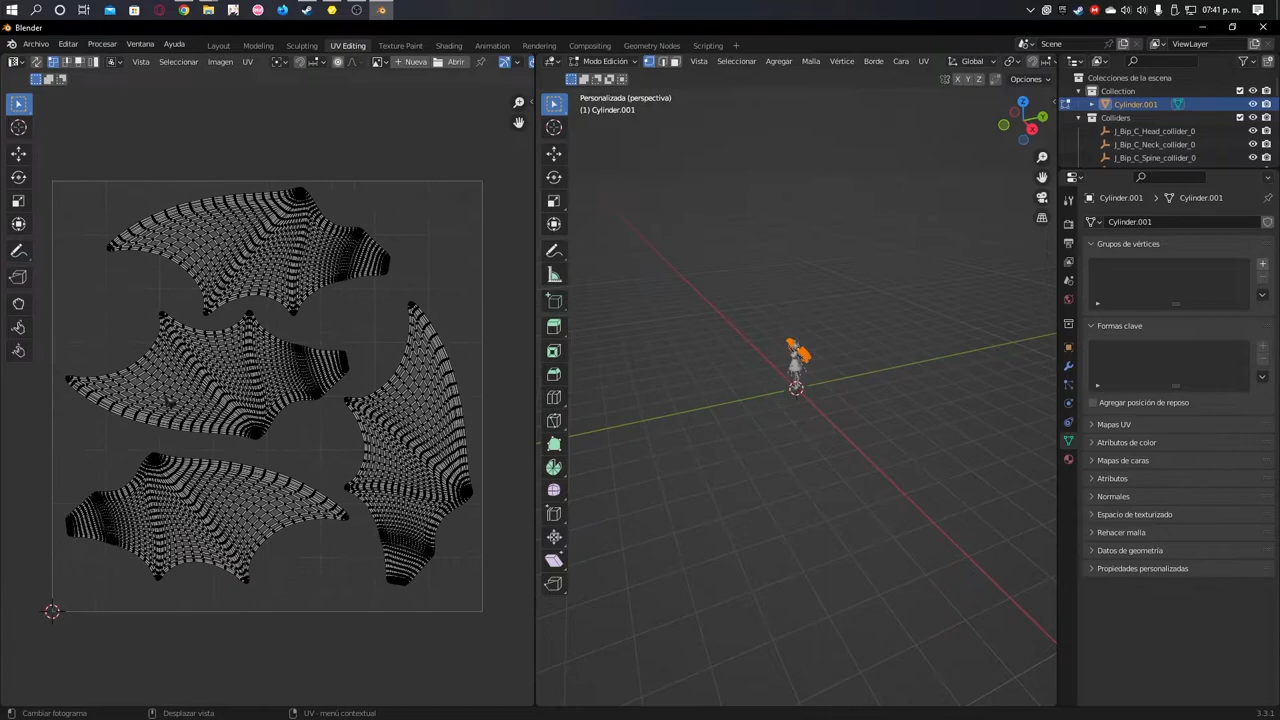 07:41 p. m.
Blender
Archivo Editar Procesar Ventana Ayuda
Layout Modeling Sculpting UV Editing Texture Paint Shading Animation Rendering Compositing Geometry Nodes Scripting +
Scene
ViewLayer
Vista Seleccionar Imagen UV
Nueva Abrir
Modo Edición
Vista Seleccionar Agregar Malla Vértice Borde Cara UV
Global
X Y Z
Opciones
Personalizada (perspectiva)
(1) Cylinder.001
Z
Y
X
Colecciones de la escena
Collection
Cylinder.001
Colliders
J_Bip_C_Head_collider_0
J_Bip_C_Neck_collider_0
J_Bip_C_Spine_collider_0
Cylinder.001 > Cylinder.001
Cylinder.001
Grupos de vértices
Formas clave
Agregar posición de reposo
Mapas UV
Atributos de color
Mapas de caras
Atributos
Normales
Espacio de texturizado
Rehacer malla
Datos de geometría
Propiedades personalizadas
Cambiar fotograma
Desplazar vista
UV - menú contextual
3.3.1